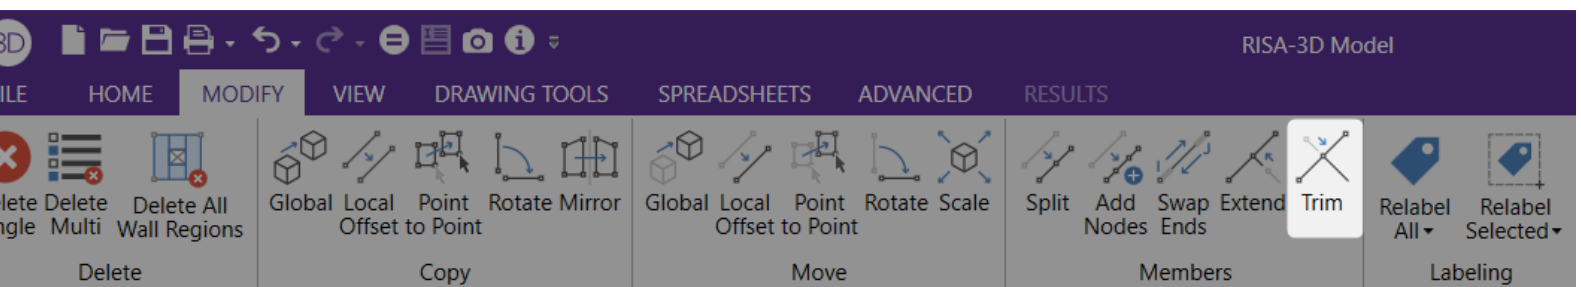 3D
RISA-3D Model
ILE HOME MODIFY VIEW DRAWING TOOLS SPREADSHEETS ADVANCED RESULTS
elete Delete Delete All Global Local Point Rotate Mirror Global Local Point Rotate Scale Split Add Swap Extend Trim Relabel Relabel
ngle Multi Wall Regions Offset to Point Offset to Point Nodes Ends All Selected
Delete Copy Move Members Labeling